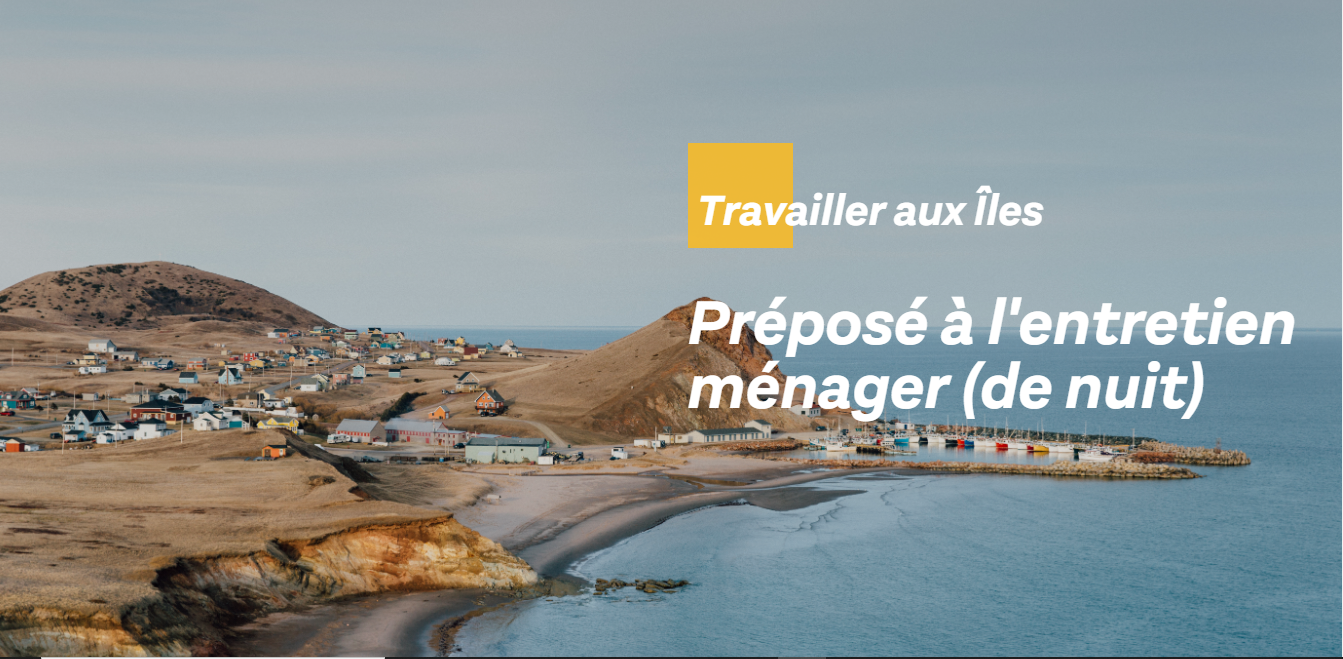 Travailler aux Îles
Préposé à l'entretien
ménager (de nuit)